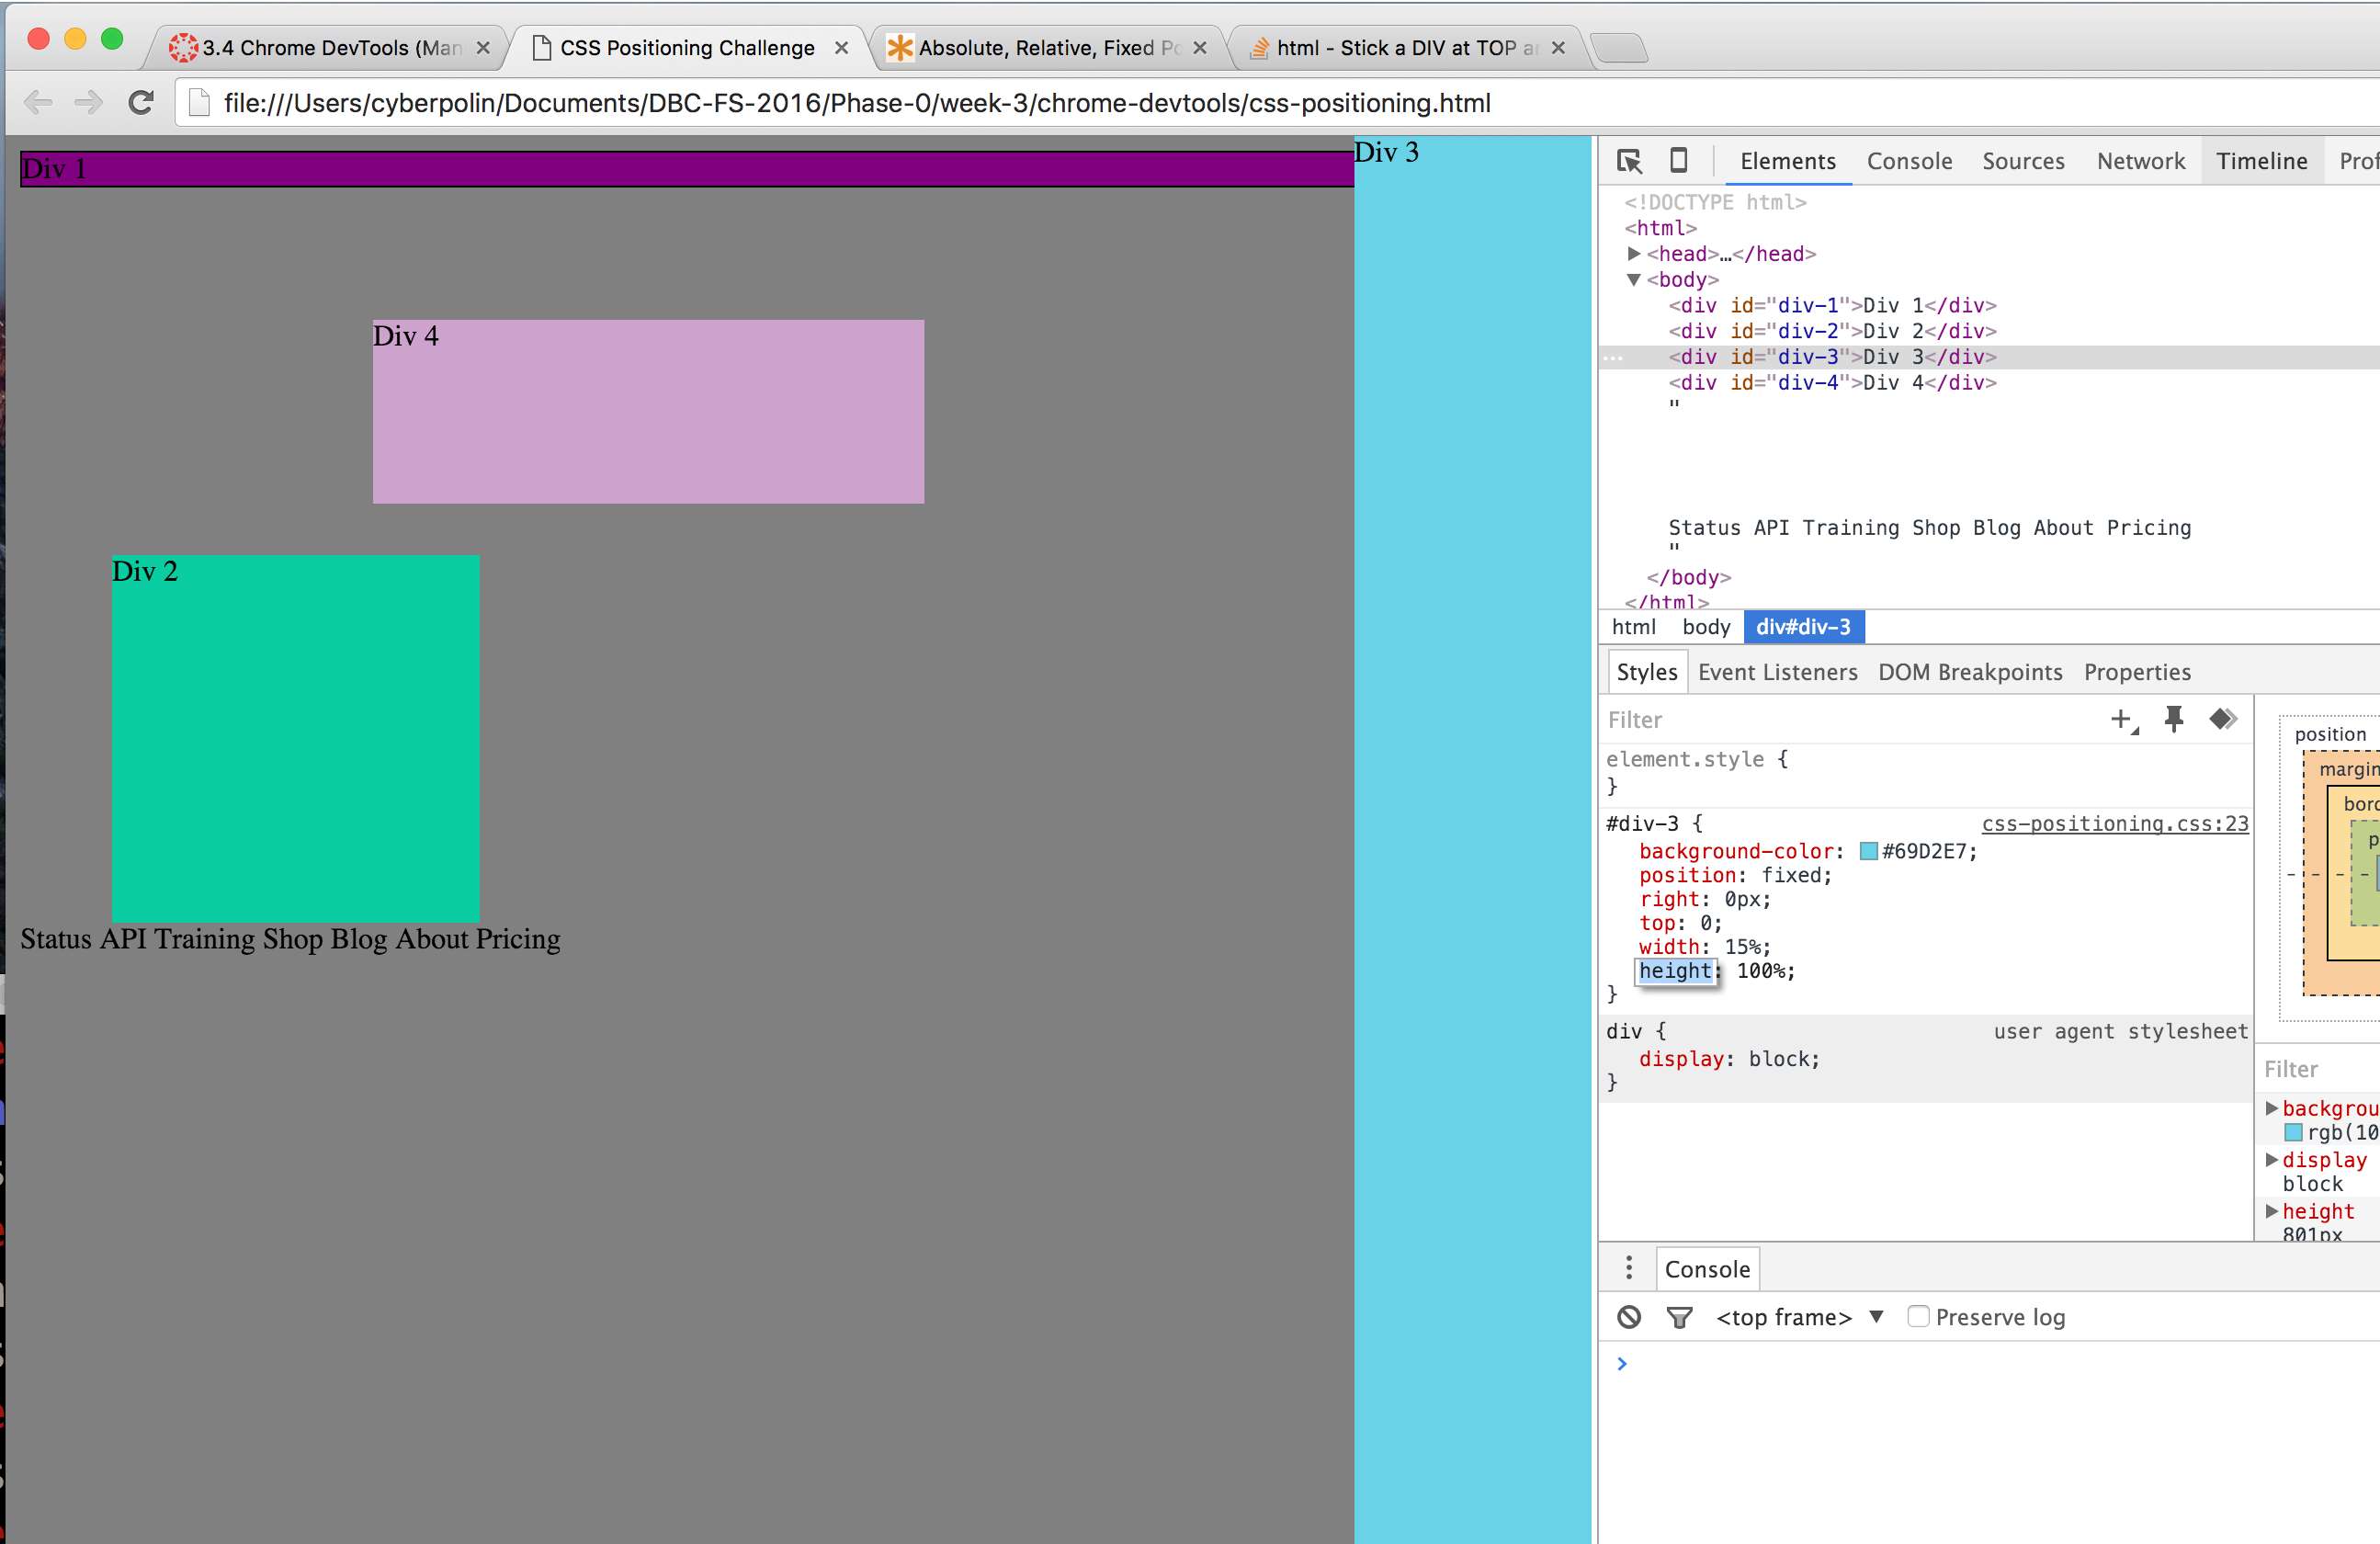 3.4 Chrome DevTools (Man
CSS Positioning Challenge
Absolute, Relative, Fixed Po
html - Stick a DIV at TOP an
file:///Users/cyberpolin/Documents/DBC-FS-2016/Phase-0/week-3/chrome-devtools/css-positioning.html
Div 1
Div 3
Div 4
Div 2
Status API Training Shop Blog About Pricing
Elements Console Sources Network Timeline Prof
<!DOCTYPE html>
<html>
<head>…</head>
<body>
<div id="div-1">Div 1</div>
<div id="div-2">Div 2</div>
… <div id="div-3">Div 3</div>
<div id="div-4">Div 4</div>
"
Status API Training Shop Blog About Pricing
"
</body>
</html>
html body div#div-3
Styles Event Listeners DOM Breakpoints Properties
Filter
element.style {
}
#div-3 { css-positioning.css:23
background-color: #69D2E7;
position: fixed;
right: 0px;
top: 0;
width: 15%;
height: 100%;
}
div { user agent stylesheet
display: block;
}
position
margin
bord
p
- - - -
Filter
backgrou
rgb(10
display
block
height
801px
Console
<top frame> ▼ Preserve log
>